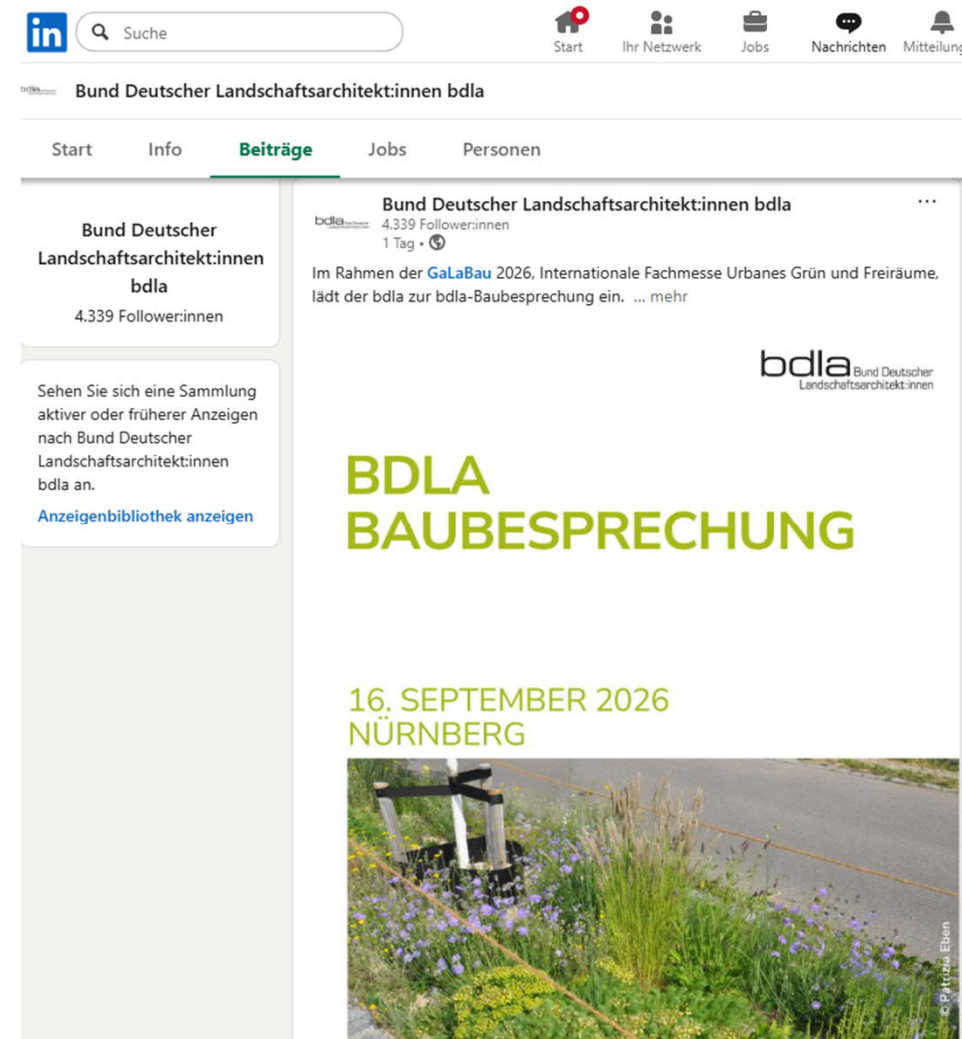 in
Suche
Start
Ihr Netzwerk
Jobs
Nachrichten
Mitteilung
Bund Deutscher Landschaftsarchitekt:innen bdla
Start
Info
Beiträge
Jobs
Personen
Bund Deutscher
Landschaftsarchitekt:innen
bdla
4.339 Follower:innen
Sehen Sie sich eine Sammlung
aktiver oder früherer Anzeigen
nach Bund Deutscher
Landschaftsarchitekt:innen
bdla an.
Anzeigenbibliothek anzeigen
bdla
Bund Deutscher Landschaftsarchitekt:innen bdla
4.339 Follower:innen
1 Tag •
Im Rahmen der GaLaBau 2026, Internationale Fachmesse Urbanes Grün und Freiräume,
lädt der bdla zur bdla-Baubesprechung ein. ... mehr
bdla Bund Deutscher
Landschaftsarchitekt:innen
BDLA
BAUBESPRECHUNG
16. SEPTEMBER 2026
NÜRNBERG
© Patrizia Eben